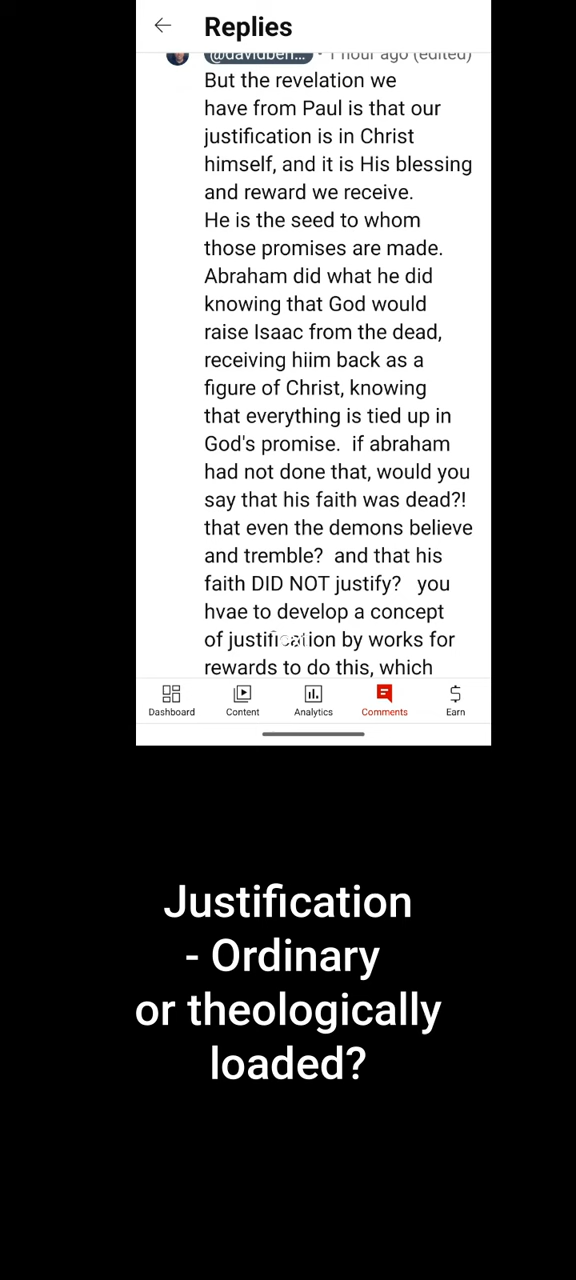 Replies
@davidben... • 1 hour ago (edited)
But the revelation we
have from Paul is that our
justification is in Christ
himself, and it is His blessing
and reward we receive.
He is the seed to whom
those promises are made.
Abraham did what he did
knowing that God would
raise Isaac from the dead,
receiving hiim back as a
figure of Christ, knowing
that everything is tied up in
God's promise.  if abraham
had not done that, would you
say that his faith was dead?!
that even the demons believe
and tremble?  and that his
faith DID NOT justify?   you
hvae to develop a concept
of justification by works for
rewards to do this, which
Dashboard Content Analytics Comments Earn
Justification
- Ordinary
or theologically
loaded?